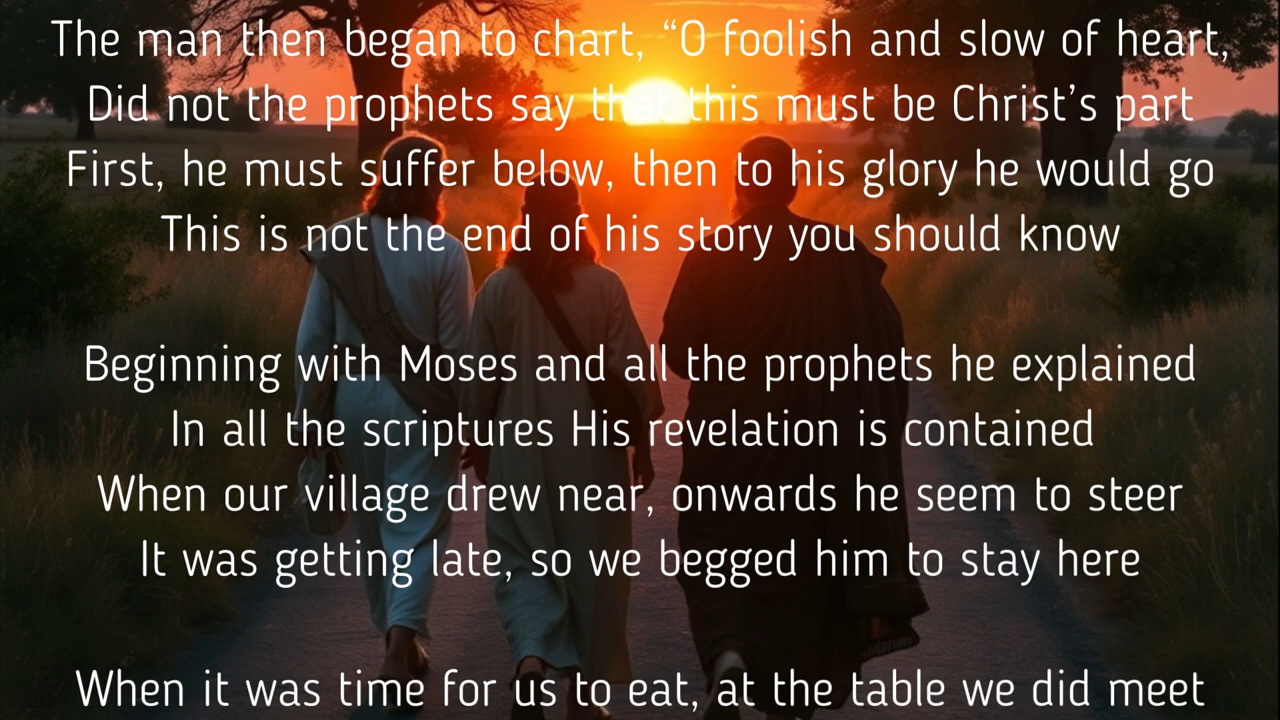 The man then began to chart, “O foolish and slow of heart,
Did not the prophets say that this must be Christ’s part
First, he must suffer below, then to his glory he would go
This is not the end of his story you should know
Beginning with Moses and all the prophets he explained
In all the scriptures His revelation is contained
When our village drew near, onwards he seem to steer
It was getting late, so we begged him to stay here
When it was time for us to eat, at the table we did meet